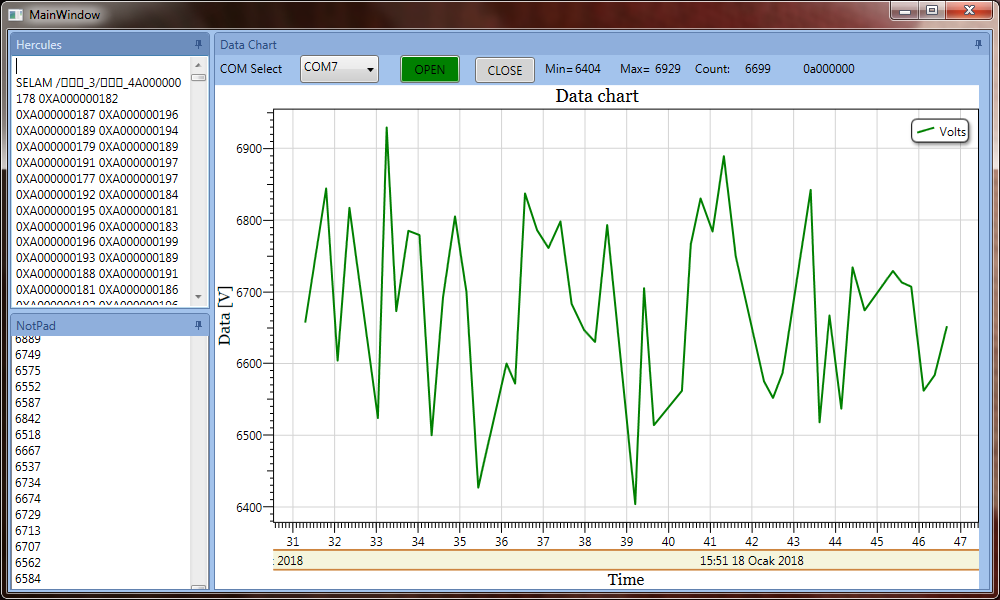 MainWindow
Hercules
SELAM /□□□_3/□□□_4A000000
178 0XA000000182
0XA000000187 0XA000000196
0XA000000189 0XA000000194
0XA000000179 0XA000000189
0XA000000191 0XA000000197
0XA000000177 0XA000000197
0XA000000192 0XA000000184
0XA000000195 0XA000000181
0XA000000196 0XA000000183
0XA000000196 0XA000000199
0XA000000193 0XA000000189
0XA000000188 0XA000000191
0XA000000181 0XA000000186
NotPad
6889
6749
6575
6552
6587
6842
6518
6667
6537
6734
6674
6729
6713
6707
6562
6584
Data Chart
COM Select COM7 OPEN CLOSE Min= 6404 Max= 6929 Count: 6699 0a000000
Data chart
Volts
Data [V]
6900
6800
6700
6600
6500
6400
31 32 33 34 35 36 37 38 39 40 41 42 43 44 45 46 47
2018 15:51 18 Ocak 2018
Time